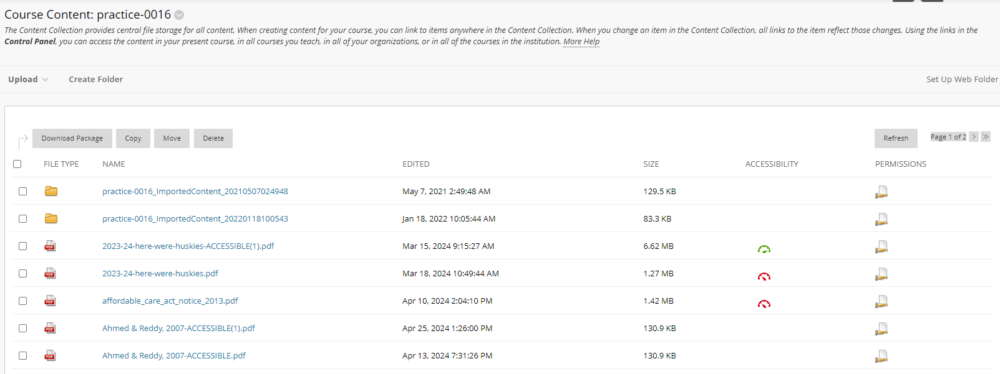 Course Content: practice-0016
The Content Collection provides central file storage for all content. When creating content for your course, you can link to items anywhere in the Content Collection. When you change an item in the Content Collection, all links to the item reflect those changes. Using the links in the
Control Panel, you can access the content in your present course, in all courses you teach, in all of your organizations, or in all of the courses in the institution. More Help
Upload Create Folder Set Up Web Folder
Download Package Copy Move Delete Refresh Page 1 of 2 > >>
FILE TYPE NAME EDITED SIZE ACCESSIBILITY PERMISSIONS
practice-0016_ImportedContent_20210507024948 May 7, 2021 2:49:48 AM 129.5 KB
practice-0016_ImportedContent_20220118100543 Jan 18, 2022 10:05:44 AM 83.3 KB
PDF 2023-24-here-were-huskies-ACCESSIBLE(1).pdf Mar 15, 2024 9:15:27 AM 6.62 MB
PDF 2023-24-here-were-huskies.pdf Mar 18, 2024 10:49:44 AM 1.27 MB
PDF affordable_care_act_notice_2013.pdf Apr 10, 2024 2:04:10 PM 1.42 MB
PDF Ahmed & Reddy, 2007-ACCESSIBLE(1).pdf Apr 25, 2024 1:26:00 PM 130.9 KB
PDF Ahmed & Reddy, 2007-ACCESSIBLE.pdf Apr 13, 2024 7:31:26 PM 130.9 KB